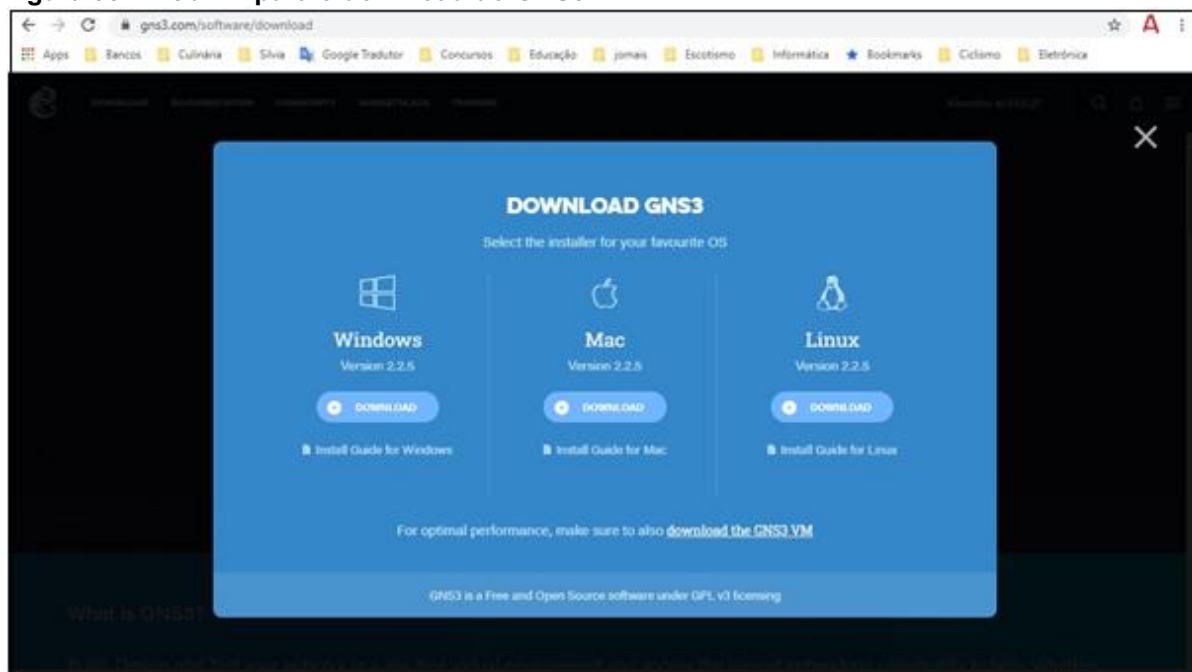 gns3.com/software/download
Apps Bancos Culinária Silvia Google Tradutor Concursos Educação jornais Escotismo Informática Bookmarks Ciclismo Eletrônica
DOWNLOAD GNS3
Select the installer for your favourite OS
Windows Mac Linux
Version 2.2.5 Version 2.2.5 Version 2.2.5
DOWNLOAD DOWNLOAD DOWNLOAD
Install Guide for Windows Install Guide for Mac Install Guide for Linux
For optimal performance, make sure to also download the GNS3 VM
GNS3 is a Free and Open Source software under GPL v3 licensing
What is GNS3?